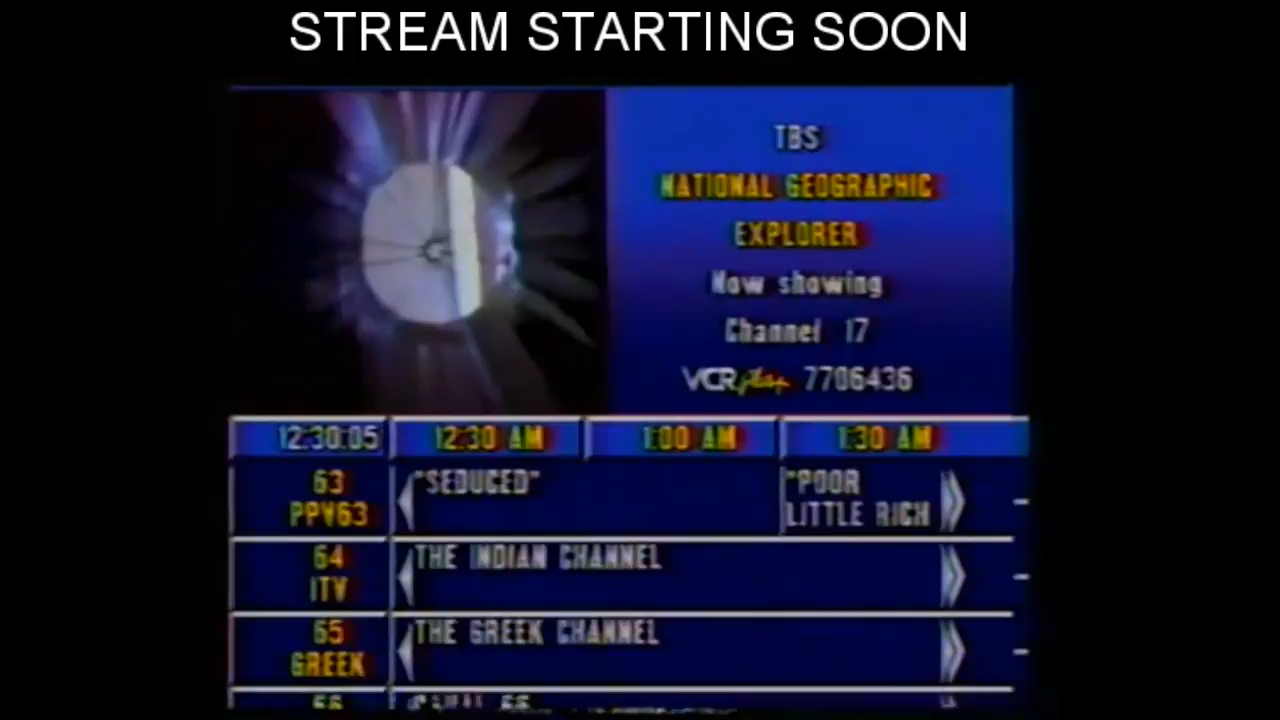 STREAM STARTING SOON
TBS
NATIONAL GEOGRAPHIC
EXPLORER
Now showing
Channel 17
VCR plus+ 7706436
12:30:05 12:30 AM 1:00 AM 1:30 AM
63 "SEDUCED" "POOR
PPV63 LITTLE RICH
64 THE INDIAN CHANNEL
ITV
65 THE GREEK CHANNEL
GREEK
66